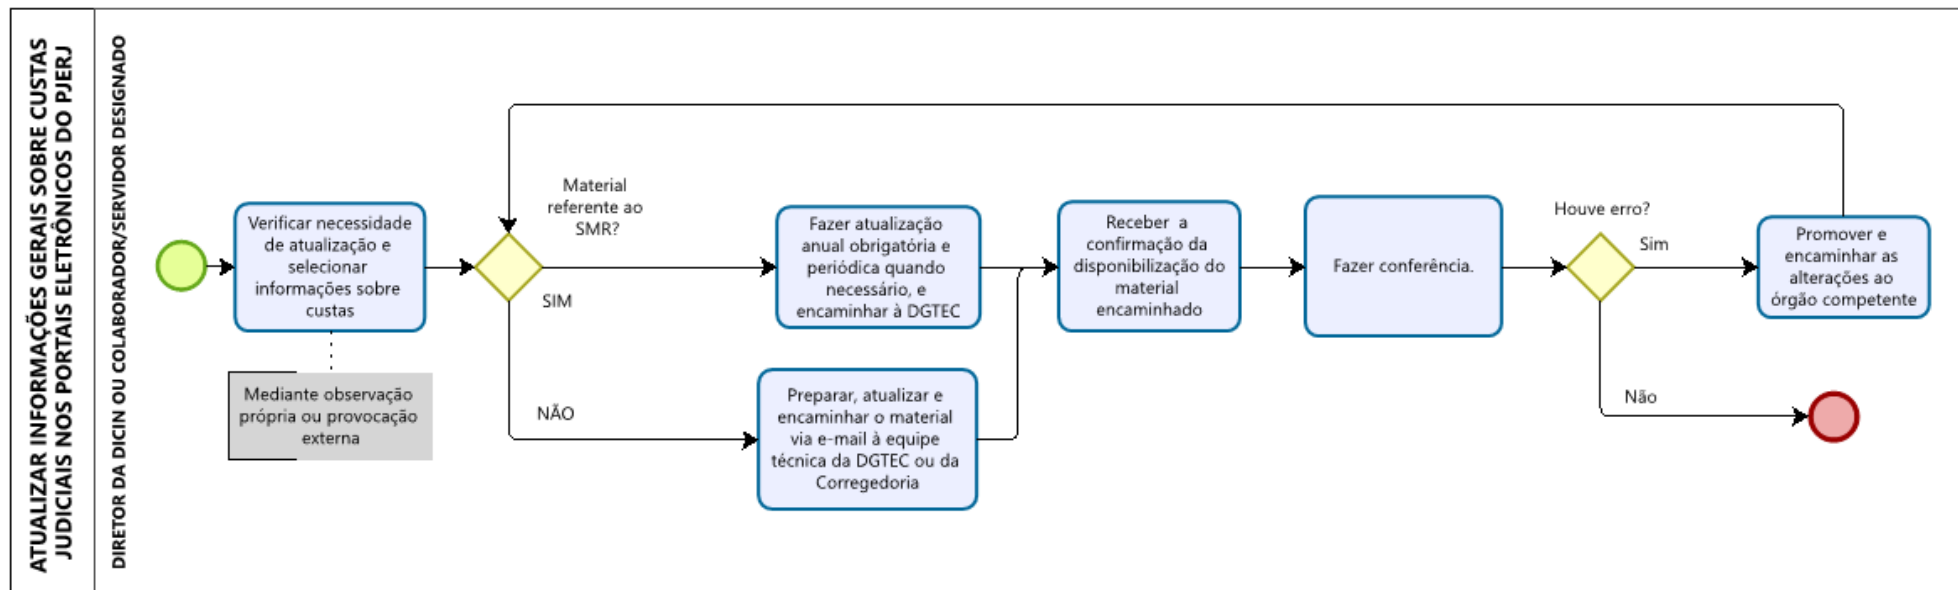 ATUALIZAR INFORMAÇÕES GERAIS SOBRE CUSTAS
JUDICIAIS NOS PORTAIS ELETRÔNICOS DO PJERJ
DIRETOR DA DICIN OU COLABORADOR/SERVIDOR DESIGNADO
Verificar necessidade
de atualização e
selecionar
informações sobre
custas
Mediante observação
própria ou provocação
externa
Material
referente ao
SMR?
SIM
NÃO
Fazer atualização
anual obrigatória e
periódica quando
necessário, e
encaminhar à DGTEC
Preparar, atualizar e
encaminhar o material
via e-mail à equipe
técnica da DGTEC ou da
Corregedoria
Receber a
confirmação da
disponibilização do
material
encaminhado
Fazer conferência.
Houve erro?
Sim
Não
Promover e
encaminhar as
alterações ao
órgão competente